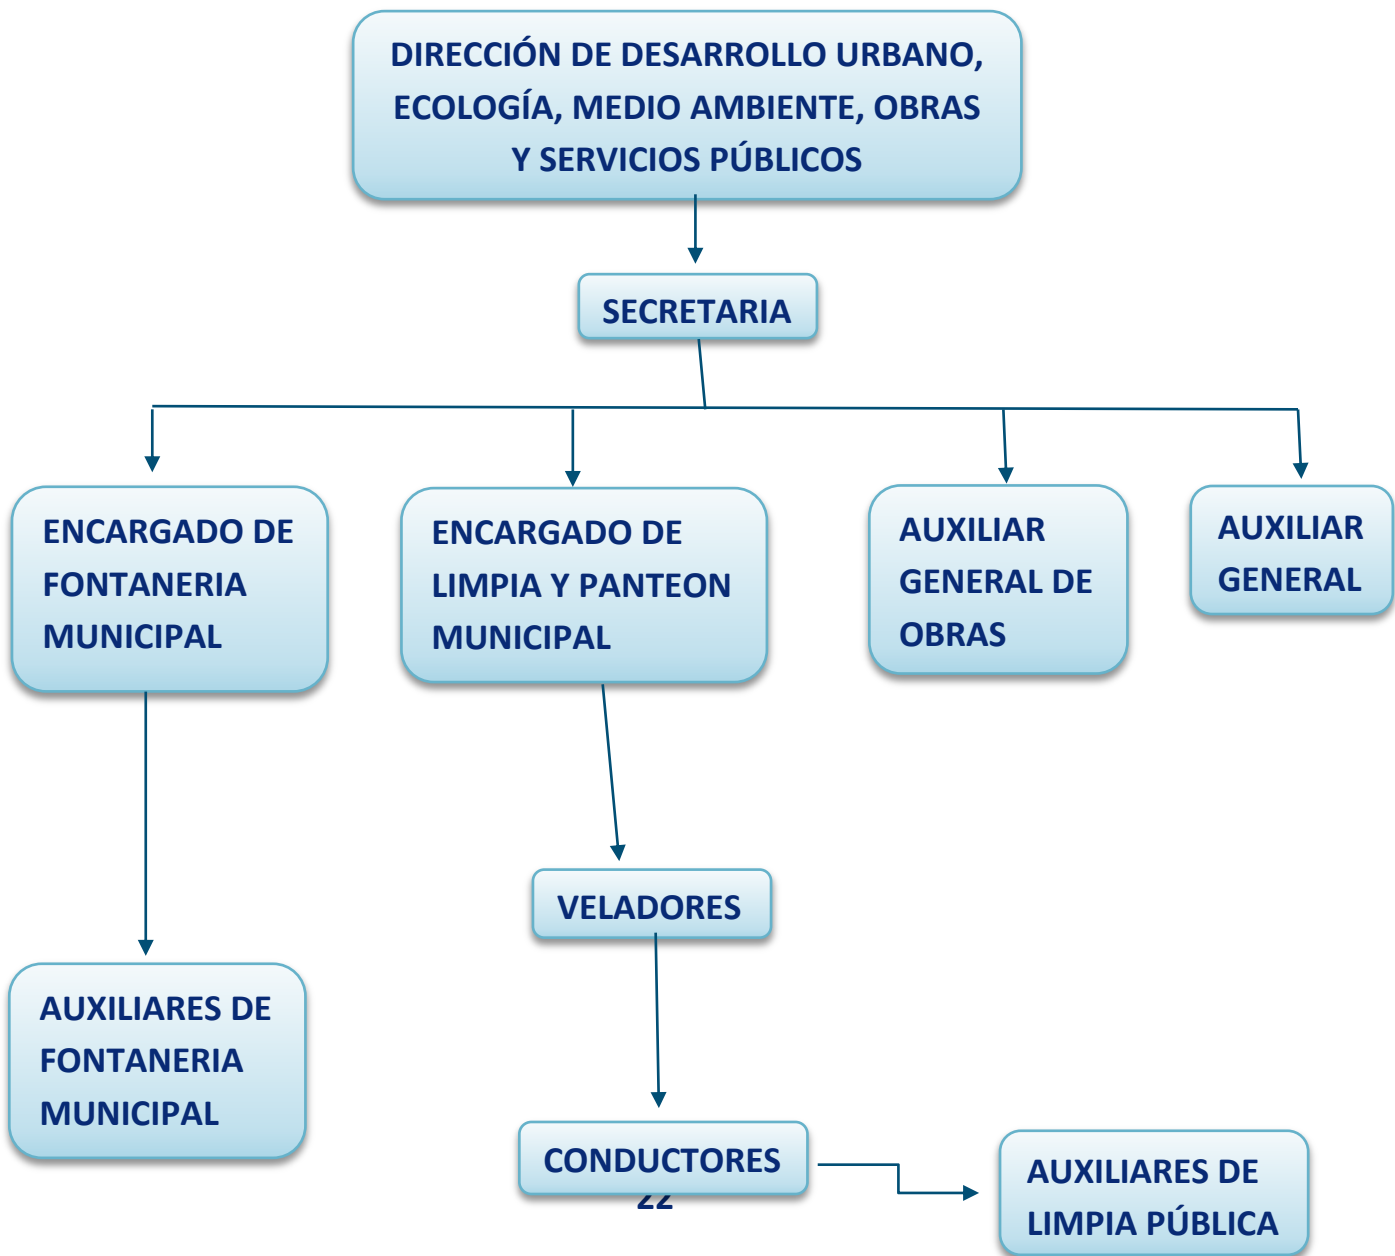 DIRECCIÓN DE DESARROLLO URBANO,
ECOLOGÍA, MEDIO AMBIENTE, OBRAS
Y SERVICIOS PÚBLICOS
SECRETARIA
ENCARGADO DE
FONTANERIA
MUNICIPAL
ENCARGADO DE
LIMPIA Y PANTEON
MUNICIPAL
AUXILIAR
GENERAL DE
OBRAS
AUXILIAR
GENERAL
VELADORES
AUXILIARES DE
FONTANERIA
MUNICIPAL
CONDUCTORES
AUXILIARES DE
LIMPIA PÚBLICA
22